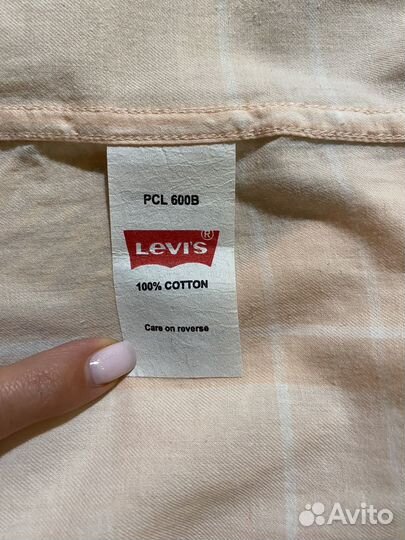 PCL 600B
LEVI'S®
100% COTTON
Care on reverse
Avito